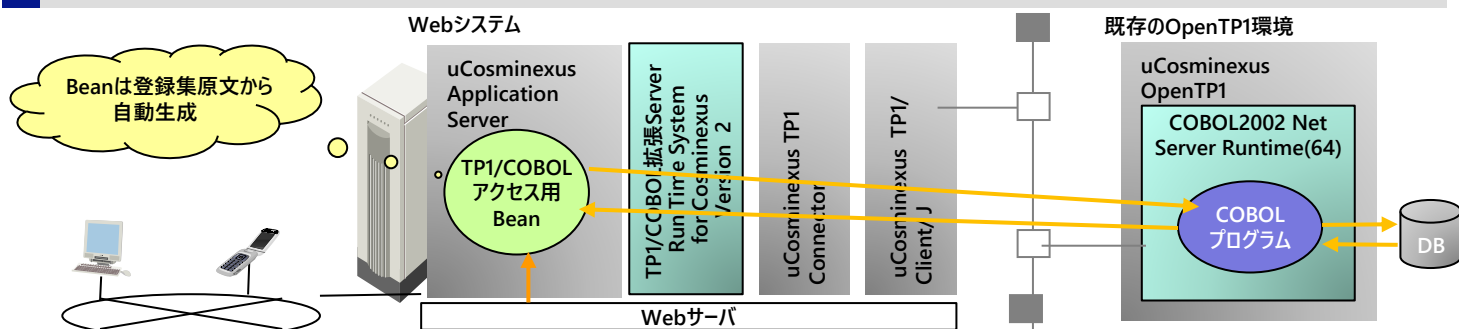 Webシステム
既存のOpenTP1環境
Beanは登録集原文から
自動生成
uCosminexus
Application
Server
TP1/COBOL
アクセス用
Bean
TP1/COBOL拡張Server
Run Time System
for Cosminexus
Version 2
uCosminexus TP1
Connector
uCosminexus TP1/
Client/J
uCosminexus
OpenTP1
COBOL2002 Net
Server Runtime(64)
COBOL
プログラム
DB
Webサーバ